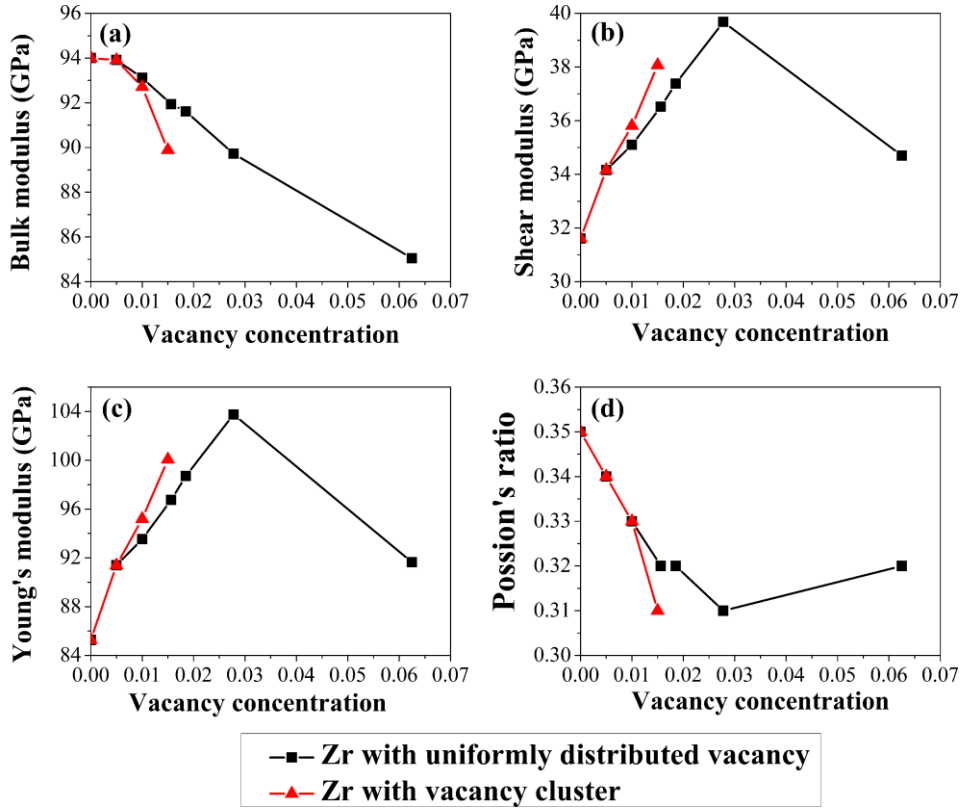 (a)
96
94
92
90
88
86
84
0.00 0.01 0.02 0.03 0.04 0.05 0.06 0.07
Bulk modulus (GPa)
Vacancy concentration
(b)
40
38
36
34
32
30
0.00 0.01 0.02 0.03 0.04 0.05 0.06 0.07
Shear modulus (GPa)
Vacancy concentration
(c)
104
100
96
92
88
84
0.00 0.01 0.02 0.03 0.04 0.05 0.06 0.07
Young's modulus (GPa)
Vacancy concentration
(d)
0.36
0.35
0.34
0.33
0.32
0.31
0.30
0.00 0.01 0.02 0.03 0.04 0.05 0.06 0.07
Possion's ratio
Vacancy concentration
Zr with uniformly distributed vacancy
Zr with vacancy cluster